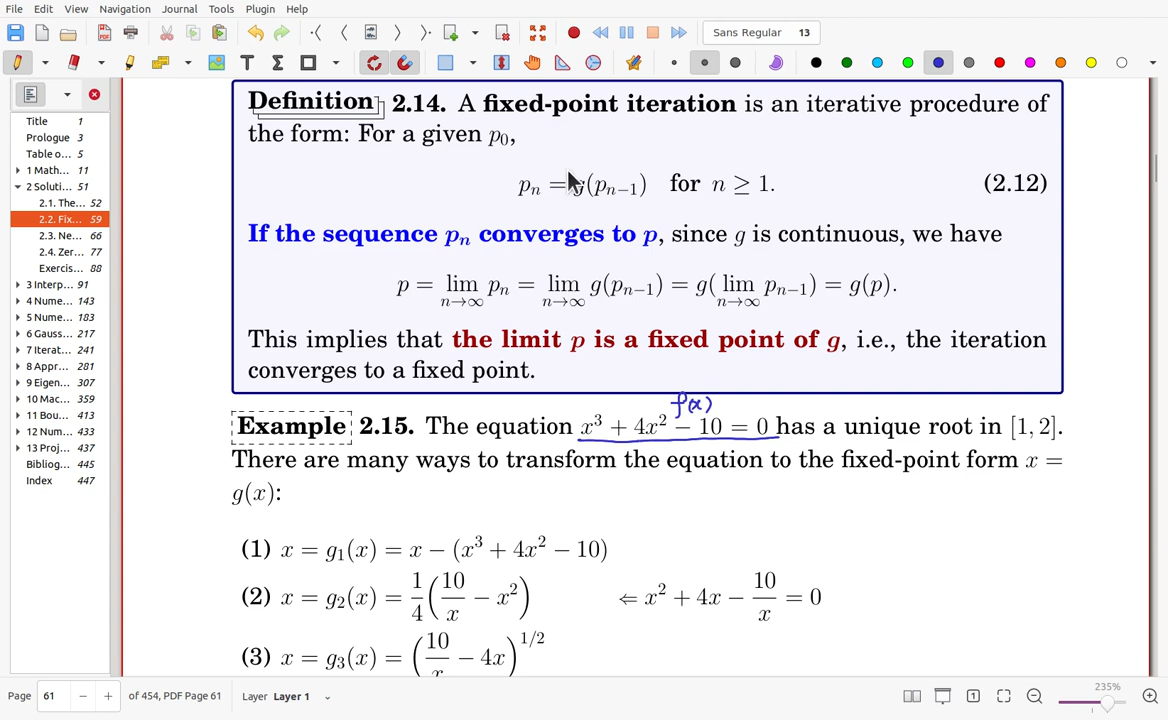 File Edit View Navigation Journal Tools Plugin Help
Sans Regular 13
Definition 2.14. A fixed-point iteration is an iterative procedure of
the form: For a given p₀,
pₙ = g(pₙ₋₁) for n ≥ 1. (2.12)
If the sequence pₙ converges to p, since g is continuous, we have
p = lim_{n→∞} pₙ = lim_{n→∞} g(pₙ₋₁) = g(lim_{n→∞} pₙ₋₁) = g(p).
This implies that the limit p is a fixed point of g, i.e., the iteration
converges to a fixed point.
f(x)
Example 2.15. The equation x³ + 4x² − 10 = 0 has a unique root in [1, 2].
There are many ways to transform the equation to the fixed-point form x =
g(x):
(1) x = g₁(x) = x − (x³ + 4x² − 10)
(2) x = g₂(x) = 1/4 (10/x − x²) ⇐ x² + 4x − 10/x = 0
(3) x = g₃(x) = (10/x − 4x)^{1/2}
Title 1
Prologue 3
Table o... 5
1 Math... 11
2 Soluti... 51
2.1. The... 52
2.2. Fix... 59
2.3. Ne... 66
2.4. Zer... 77
Exercis... 88
3 Interp... 91
4 Nume... 143
5 Nume... 183
6 Gauss... 217
7 Iterat... 241
8 Appr... 281
9 Eigen... 307
10 Mac... 359
11 Bou... 413
12 Num... 433
13 Proj... 437
Bibliog... 445
Index 447
Page 61 − + of 454, PDF Page 61 Layer Layer 1 235%